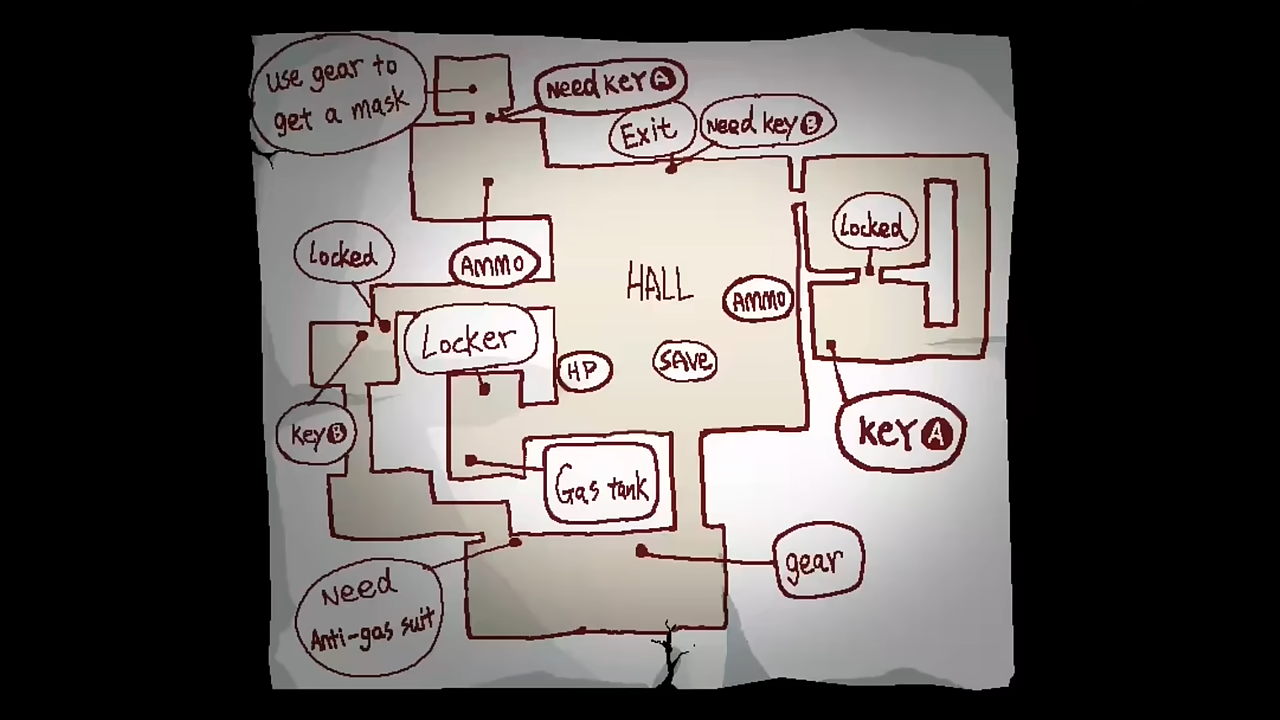 use gear to
get a mask
Need key A
Exit
Need key B
Locked
Locked
AMMO
HALL
AMMO
Locker
HP
SAVE
key B
key A
Gas tank
gear
Need
Anti-gas suit